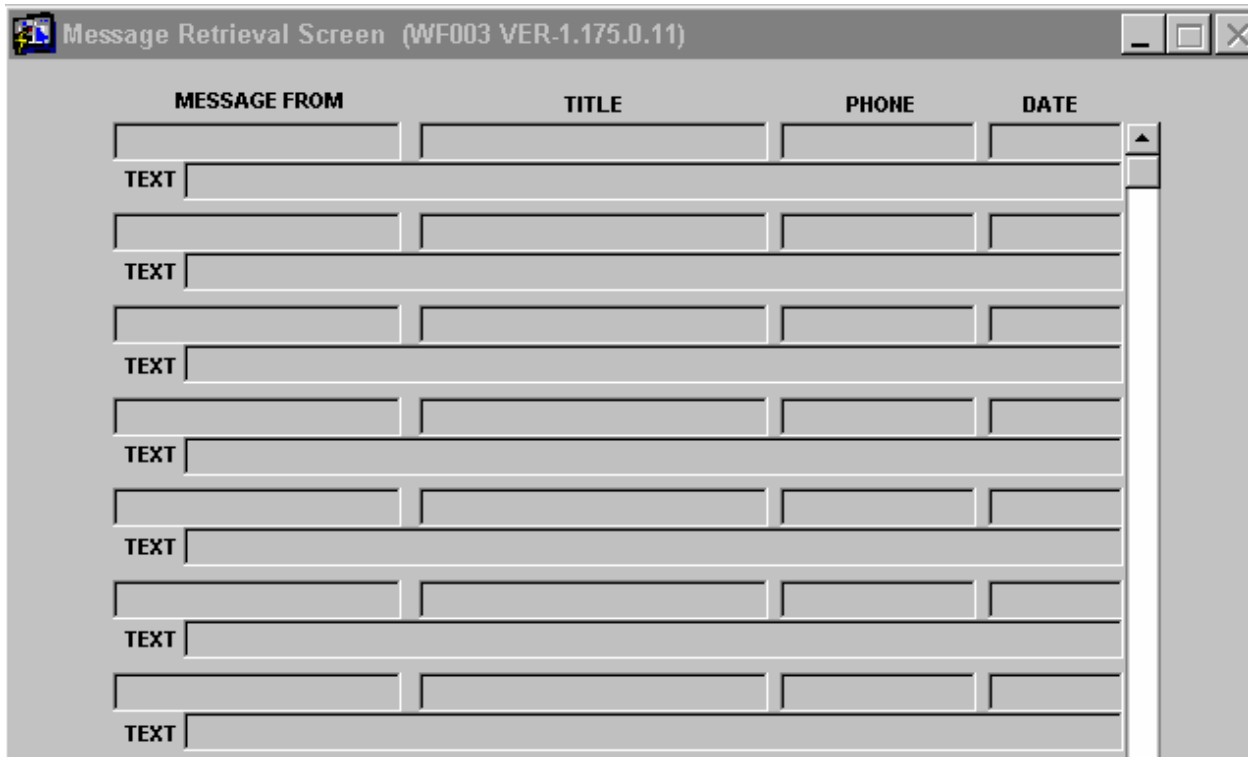 Message Retrieval Screen (WF003 VER-1.175.0.11)
MESSAGE FROM TITLE PHONE DATE
TEXT
TEXT
TEXT
TEXT
TEXT
TEXT
TEXT